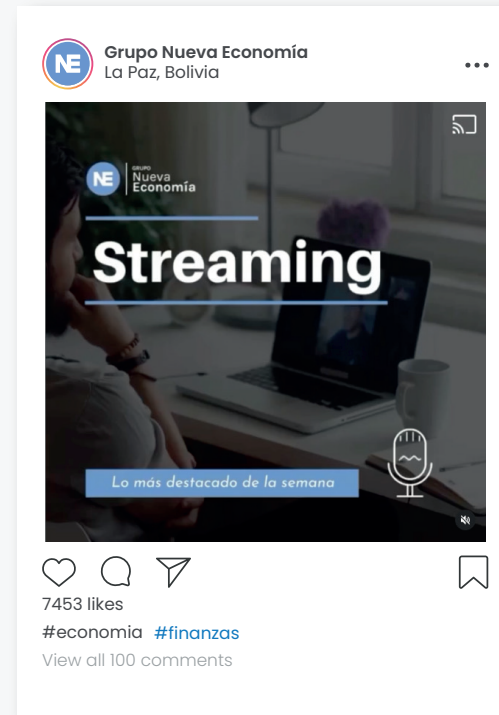 NE
Grupo Nueva Economía
La Paz, Bolivia
NE
GRUPO
Nueva
Economía
Streaming
Lo más destacado de la semana
7453 likes
#economia #finanzas
View all 100 comments